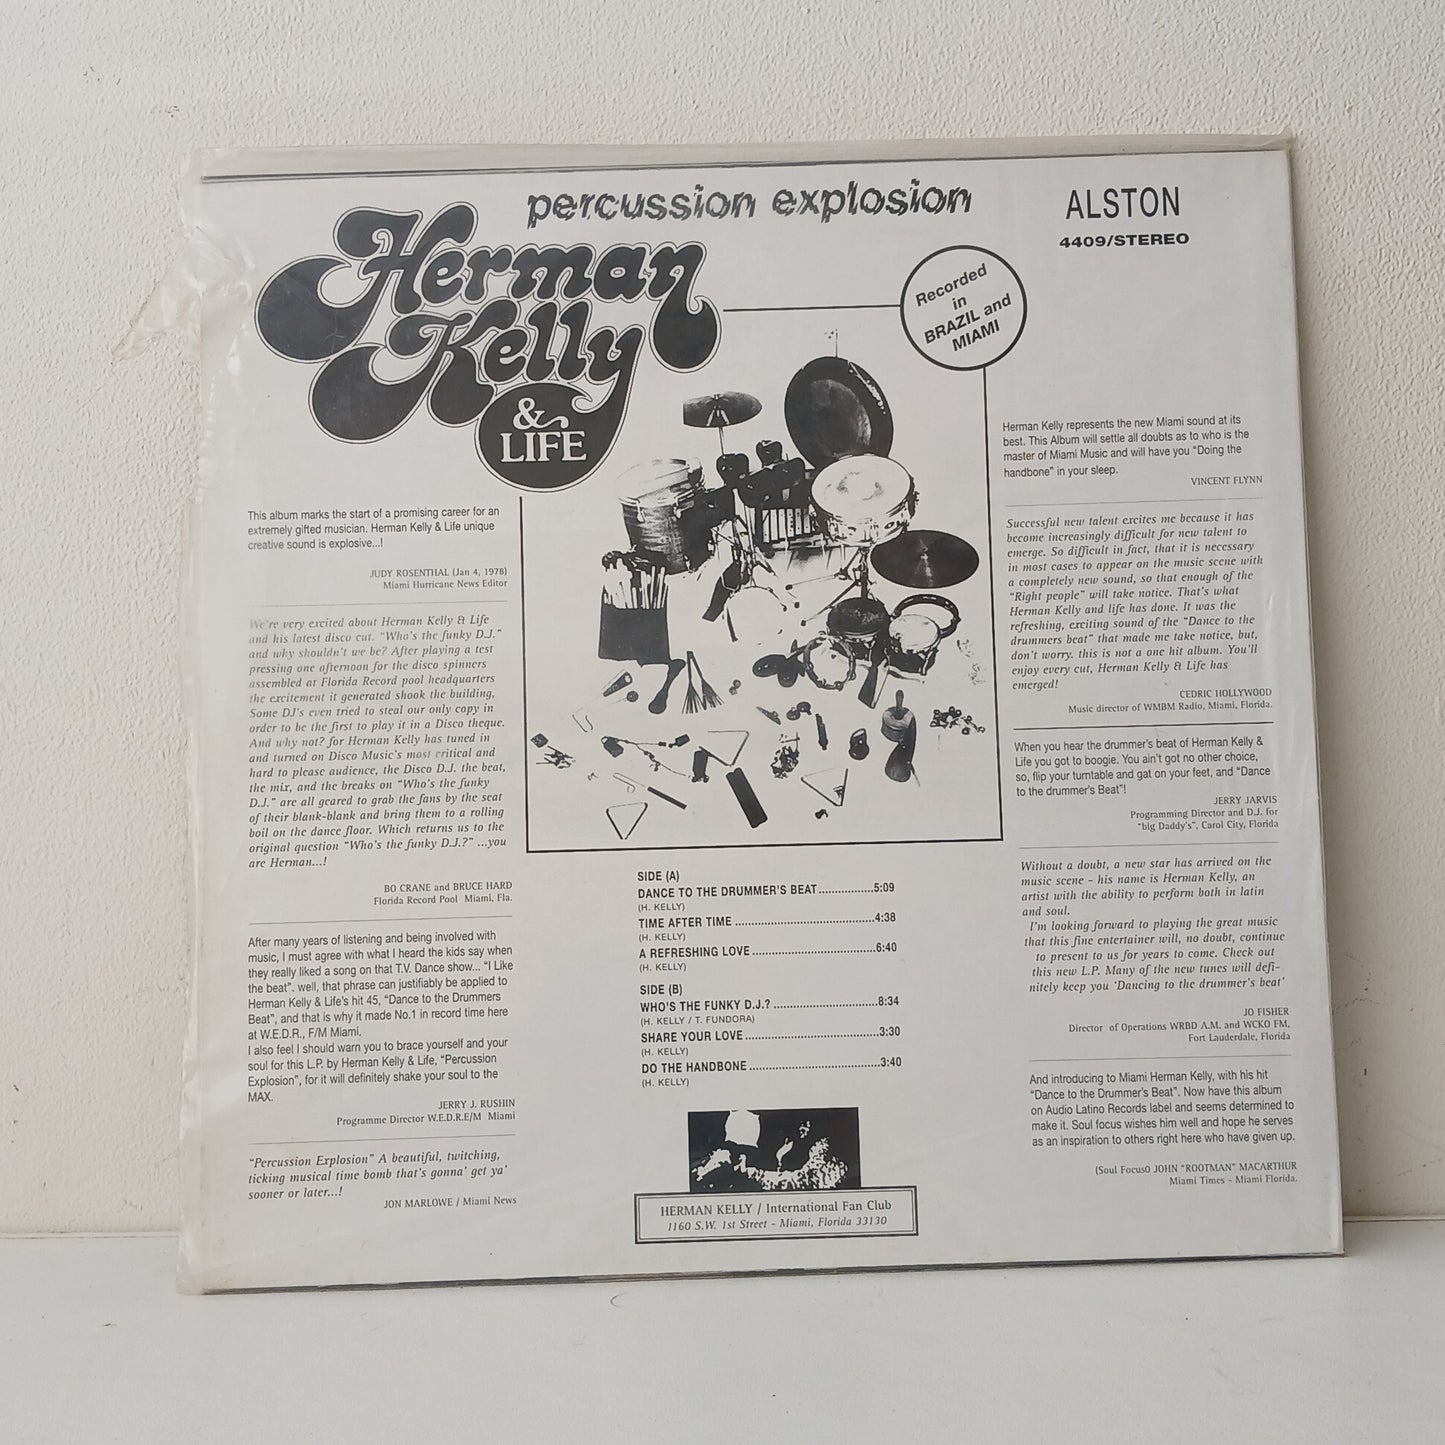 percussion explosion
Herman
Kelly
&
LIFE
ALSTON
4409/STEREO
Recorded
in
BRAZIL and
MIAMI
This album marks the start of a promising career for an
extremely gifted musician. Herman Kelly & Life unique
creative sound is explosive...!
JUDY ROSENTHAL (Jan 4, 1978)
Miami Hurricane News Editor
We're very excited about Herman Kelly & Life
and his latest disco cut. "Who's the funky D.J."
and why shouldn't we be? After playing a test
pressing one afternoon for the disco spinners
assembled at Florida Record pool headquarters
the excitement it generated shook the building,
Some DJ's even tried to steal our only copy in
order to be the first to play it in a Disco theque.
And why not? for Herman Kelly has tuned in
and turned on Disco Music's most critical and
hard to please audience, the Disco D.J. the beat,
the mix, and the breaks on "Who's the funky
D.J." are all geared to grab the fans by the seat
of their blank-blank and bring them to a rolling
boil on the dance floor. Which returns us to the
original question "Who's the funky D.J.?" ...you
are Herman...!
BO CRANE and BRUCE HARD
Florida Record Pool Miami, Fla.
After many years of listening and being involved with
music, I must agree with what I heard the kids say when
they really liked a song on that T.V. Dance show... "I Like
the beat". well, that phrase can justifiably be applied to
Herman Kelly & Life's hit 45, "Dance to the Drummers
Beat", and that is why it made No.1 in record time here
at W.E.D.R., F/M Miami.
I also feel I should warn you to brace yourself and your
soul for this L.P. by Herman Kelly & Life, "Percussion
Explosion", for it will definitely shake your soul to the
MAX.
JERRY J. RUSHIN
Programme Director W.E.D.R.E/M Miami
"Percussion Explosion" A beautiful, twitching,
ticking musical time bomb that's gonna' get ya'
sooner or later...!
JON MARLOWE / Miami News
SIDE (A)
DANCE TO THE DRUMMER'S BEAT................5:09
(H. KELLY)
TIME AFTER TIME .........................................4:38
(H. KELLY)
A REFRESHING LOVE ....................................6:40
(H. KELLY)
SIDE (B)
WHO'S THE FUNKY D.J.? ..............................8:34
(H. KELLY / T. FUNDORA)
SHARE YOUR LOVE .......................................3:30
(H. KELLY)
DO THE HANDBONE ......................................3:40
(H. KELLY)
HERMAN KELLY / International Fan Club
1160 S.W. 1st Street - Miami, Florida 33130
Herman Kelly represents the new Miami sound at its
best. This Album will settle all doubts as to who is the
master of Miami Music and will have you "Doing the
handbone" in your sleep.
VINCENT FLYNN
Successful new talent excites me because it has
become increasingly difficult for new talent to
emerge. So difficult in fact, that it is necessary
in most cases to appear on the music scene with
a completely new sound, so that enough of the
"Right people" will take notice. That's what
Herman Kelly and life has done. It was the
refreshing, exciting sound of the "Dance to the
drummers beat" that made me take notice, but,
don't worry. this is not a one hit album. You'll
enjoy every cut, Herman Kelly & Life has
emerged!
CEDRIC HOLLYWOOD
Music director of WMBM Radio, Miami, Florida.
When you hear the drummer's beat of Herman Kelly &
Life you got to boogie. You ain't got no other choice,
so, flip your turntable and gat on your feet, and "Dance
to the drummer's Beat"!
JERRY JARVIS
Programming Director and D.J. for
"big Daddy's", Carol City, Florida
Without a doubt, a new star has arrived on the
music scene - his name is Herman Kelly, an
artist with the ability to perform both in latin
and soul.
I'm looking forward to playing the great music
that this fine entertainer will, no doubt, continue
to present to us for years to come. Check out
this new L.P. Many of the new tunes will defi-
nitely keep you 'Dancing to the drummer's beat'
JO FISHER
Director of Operations WRBD A.M. and WCKO FM,
Fort Lauderdale, Florida
And introducing to Miami Herman Kelly, with his hit
"Dance to the Drummer's Beat". Now have this album
on Audio Latino Records label and seems determined to
make it. Soul focus wishes him well and hope he serves
as an inspiration to others right here who have given up.
(Soul Focus0 JOHN "ROOTMAN" MACARTHUR
Miami Times - Miami Florida.